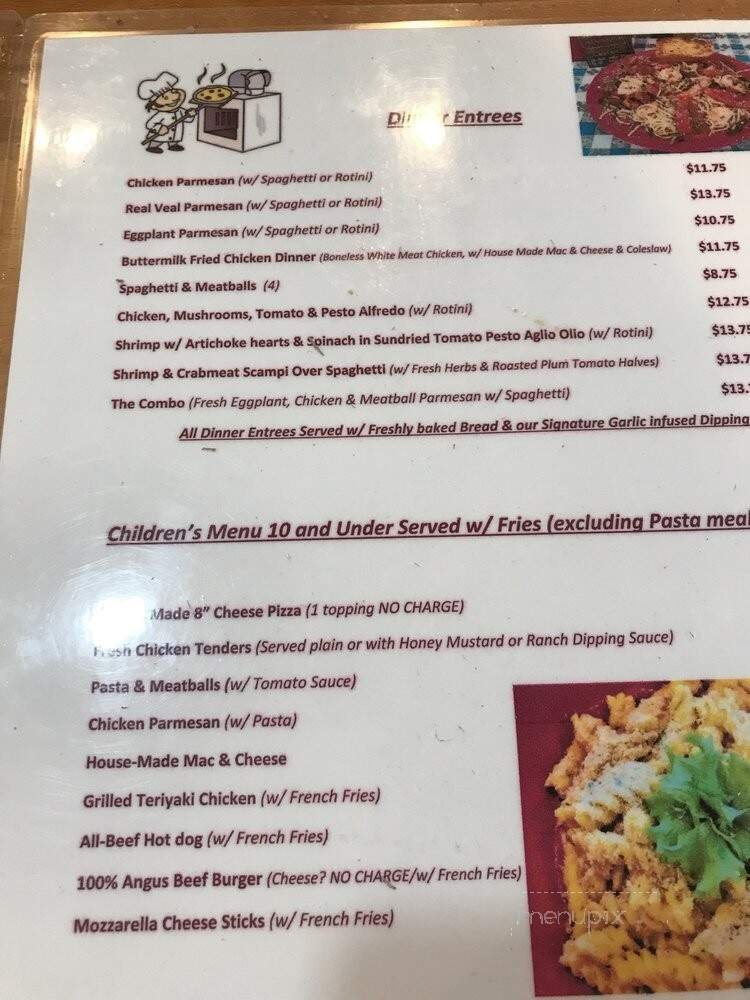 Entrees
Chicken Parmesan (w/ Spaghetti or Rotini) $11.75
Real Veal Parmesan (w/ Spaghetti or Rotini) $13.75
Eggplant Parmesan (w/ Spaghetti or Rotini) $10.75
Buttermilk Fried Chicken Dinner (Boneless White Meat Chicken, w/ House Made Mac & Cheese & Coleslaw) $11.75
Spaghetti & Meatballs (4) $8.75
Chicken, Mushrooms, Tomato & Pesto Alfredo (w/ Rotini) $12.75
Shrimp w/ Artichoke hearts & Spinach in Sundried Tomato Pesto Aglio Olio (w/ Rotini) $13.75
Shrimp & Crabmeat Scampi Over Spaghetti (w/ Fresh Herbs & Roasted Plum Tomato Halves) $13.7
The Combo (Fresh Eggplant, Chicken & Meatball Parmesan w/ Spaghetti) $13.
All Dinner Entrees Served w/ Freshly baked Bread & our Signature Garlic infused Dipping
Children's Menu 10 and Under Served w/ Fries (excluding Pasta meal
Made 8" Cheese Pizza (1 topping NO CHARGE)
Fresh Chicken Tenders (Served plain or with Honey Mustard or Ranch Dipping Sauce)
Pasta & Meatballs (w/ Tomato Sauce)
Chicken Parmesan (w/ Pasta)
House-Made Mac & Cheese
Grilled Teriyaki Chicken (w/ French Fries)
All-Beef Hot dog (w/ French Fries)
100% Angus Beef Burger (Cheese? NO CHARGE/w/ French Fries)
Mozzarella Cheese Sticks (w/ French Fries)
menupix